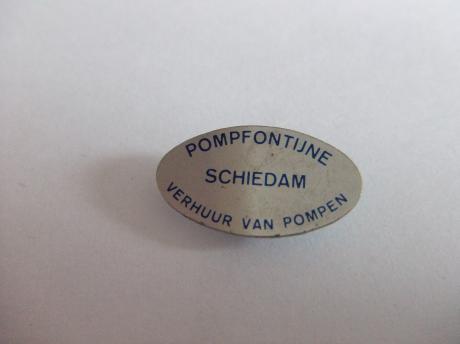 POMPFONTIJNE
SCHIEDAM
VERHUUR VAN POMPEN